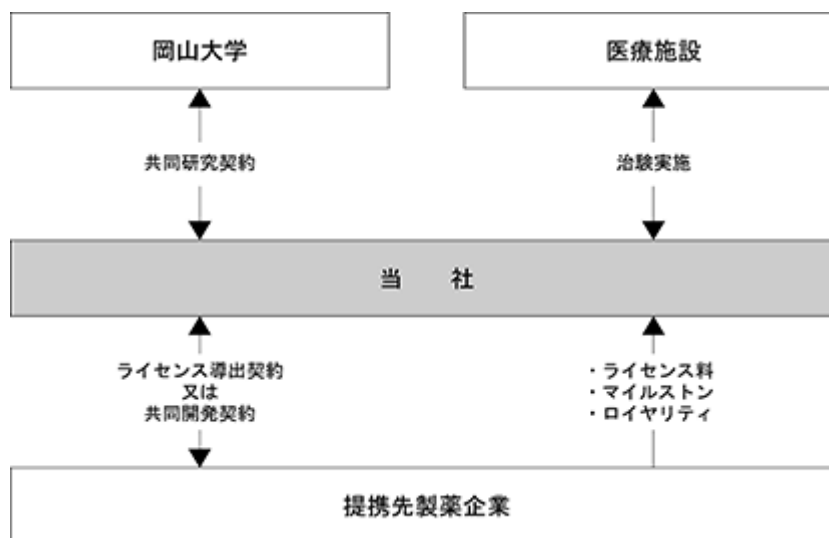 岡山大学
医療施設
共同研究契約
治験実施
当　　社
ライセンス導出契約
又は
共同開発契約
・ライセンス料
・マイルストン
・ロイヤリティ
提携先製薬企業